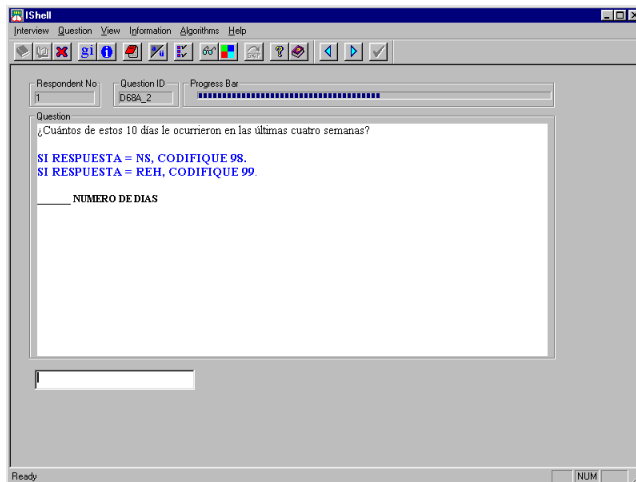 IShell
Interview Question View Information Algorithms Help
gi
Respondent No
Question ID
Progress Bar
1
D68A_2
Question
¿Cuántos de estos 10 días le ocurrieron en las últimas cuatro semanas?
SI RESPUESTA = NS, CODIFIQUE 98.
SI RESPUESTA = REH, CODIFIQUE 99.
______ NUMERO DE DIAS
Ready
NUM